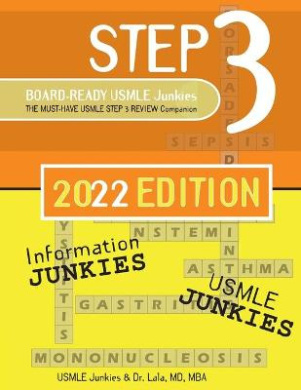 STEP 3
BOARD-READY USMLE Junkies
THE MUST-HAVE USMLE STEP 3 REVIEW Companion
SEPSIS
2022 EDITION
NSTEMI
Information
JUNKIES
ASTHMA
USMLE
JUNKIES
GASTRI
MONONUCLEOSIS
USMLE Junkies & Dr. Lala, MD, MBA